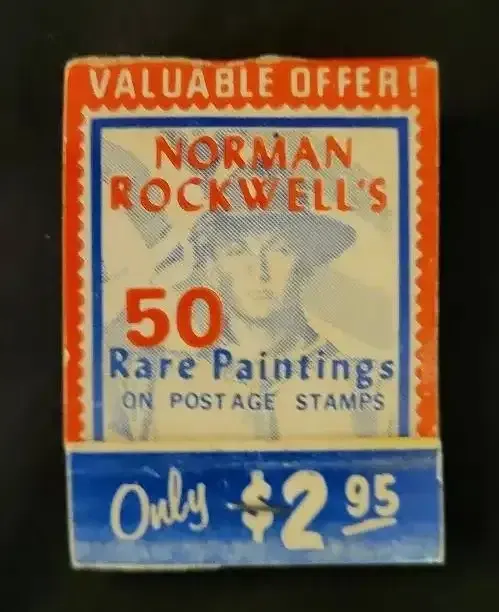 VALUABLE OFFER!
NORMAN
ROCKWELL'S
50
Rare Paintings
ON POSTAGE STAMPS
Only $2 95